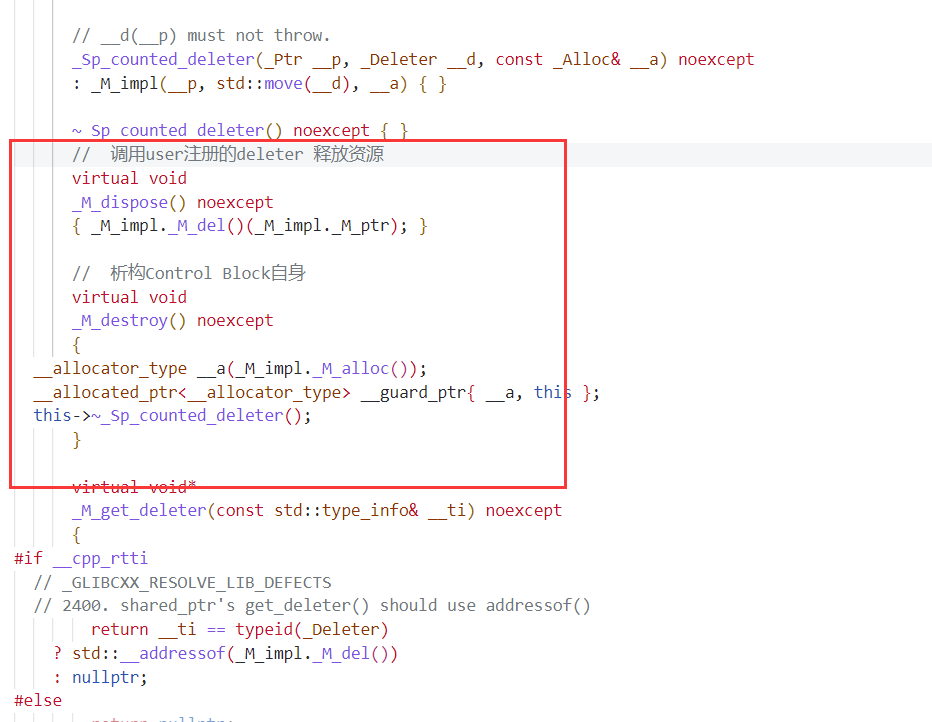 // __d(__p) must not throw.
_Sp_counted_deleter(_Ptr __p, _Deleter __d, const _Alloc& __a) noexcept
: _M_impl(__p, std::move(__d), __a) { }
~_Sp_counted_deleter() noexcept { }
// 调用user注册的deleter 释放资源
virtual void
_M_dispose() noexcept
{ _M_impl._M_del()(_M_impl._M_ptr); }
// 析构Control Block自身
virtual void
_M_destroy() noexcept
{
__allocator_type __a(_M_impl._M_alloc());
__allocated_ptr<__allocator_type> __guard_ptr{ __a, this };
this->~_Sp_counted_deleter();
}
virtual void*
_M_get_deleter(const std::type_info& __ti) noexcept
{
#if __cpp_rtti
// _GLIBCXX_RESOLVE_LIB_DEFECTS
// 2400. shared_ptr's get_deleter() should use addressof()
return __ti == typeid(_Deleter)
? std::__addressof(_M_impl._M_del())
: nullptr;
#else
return nullptr;